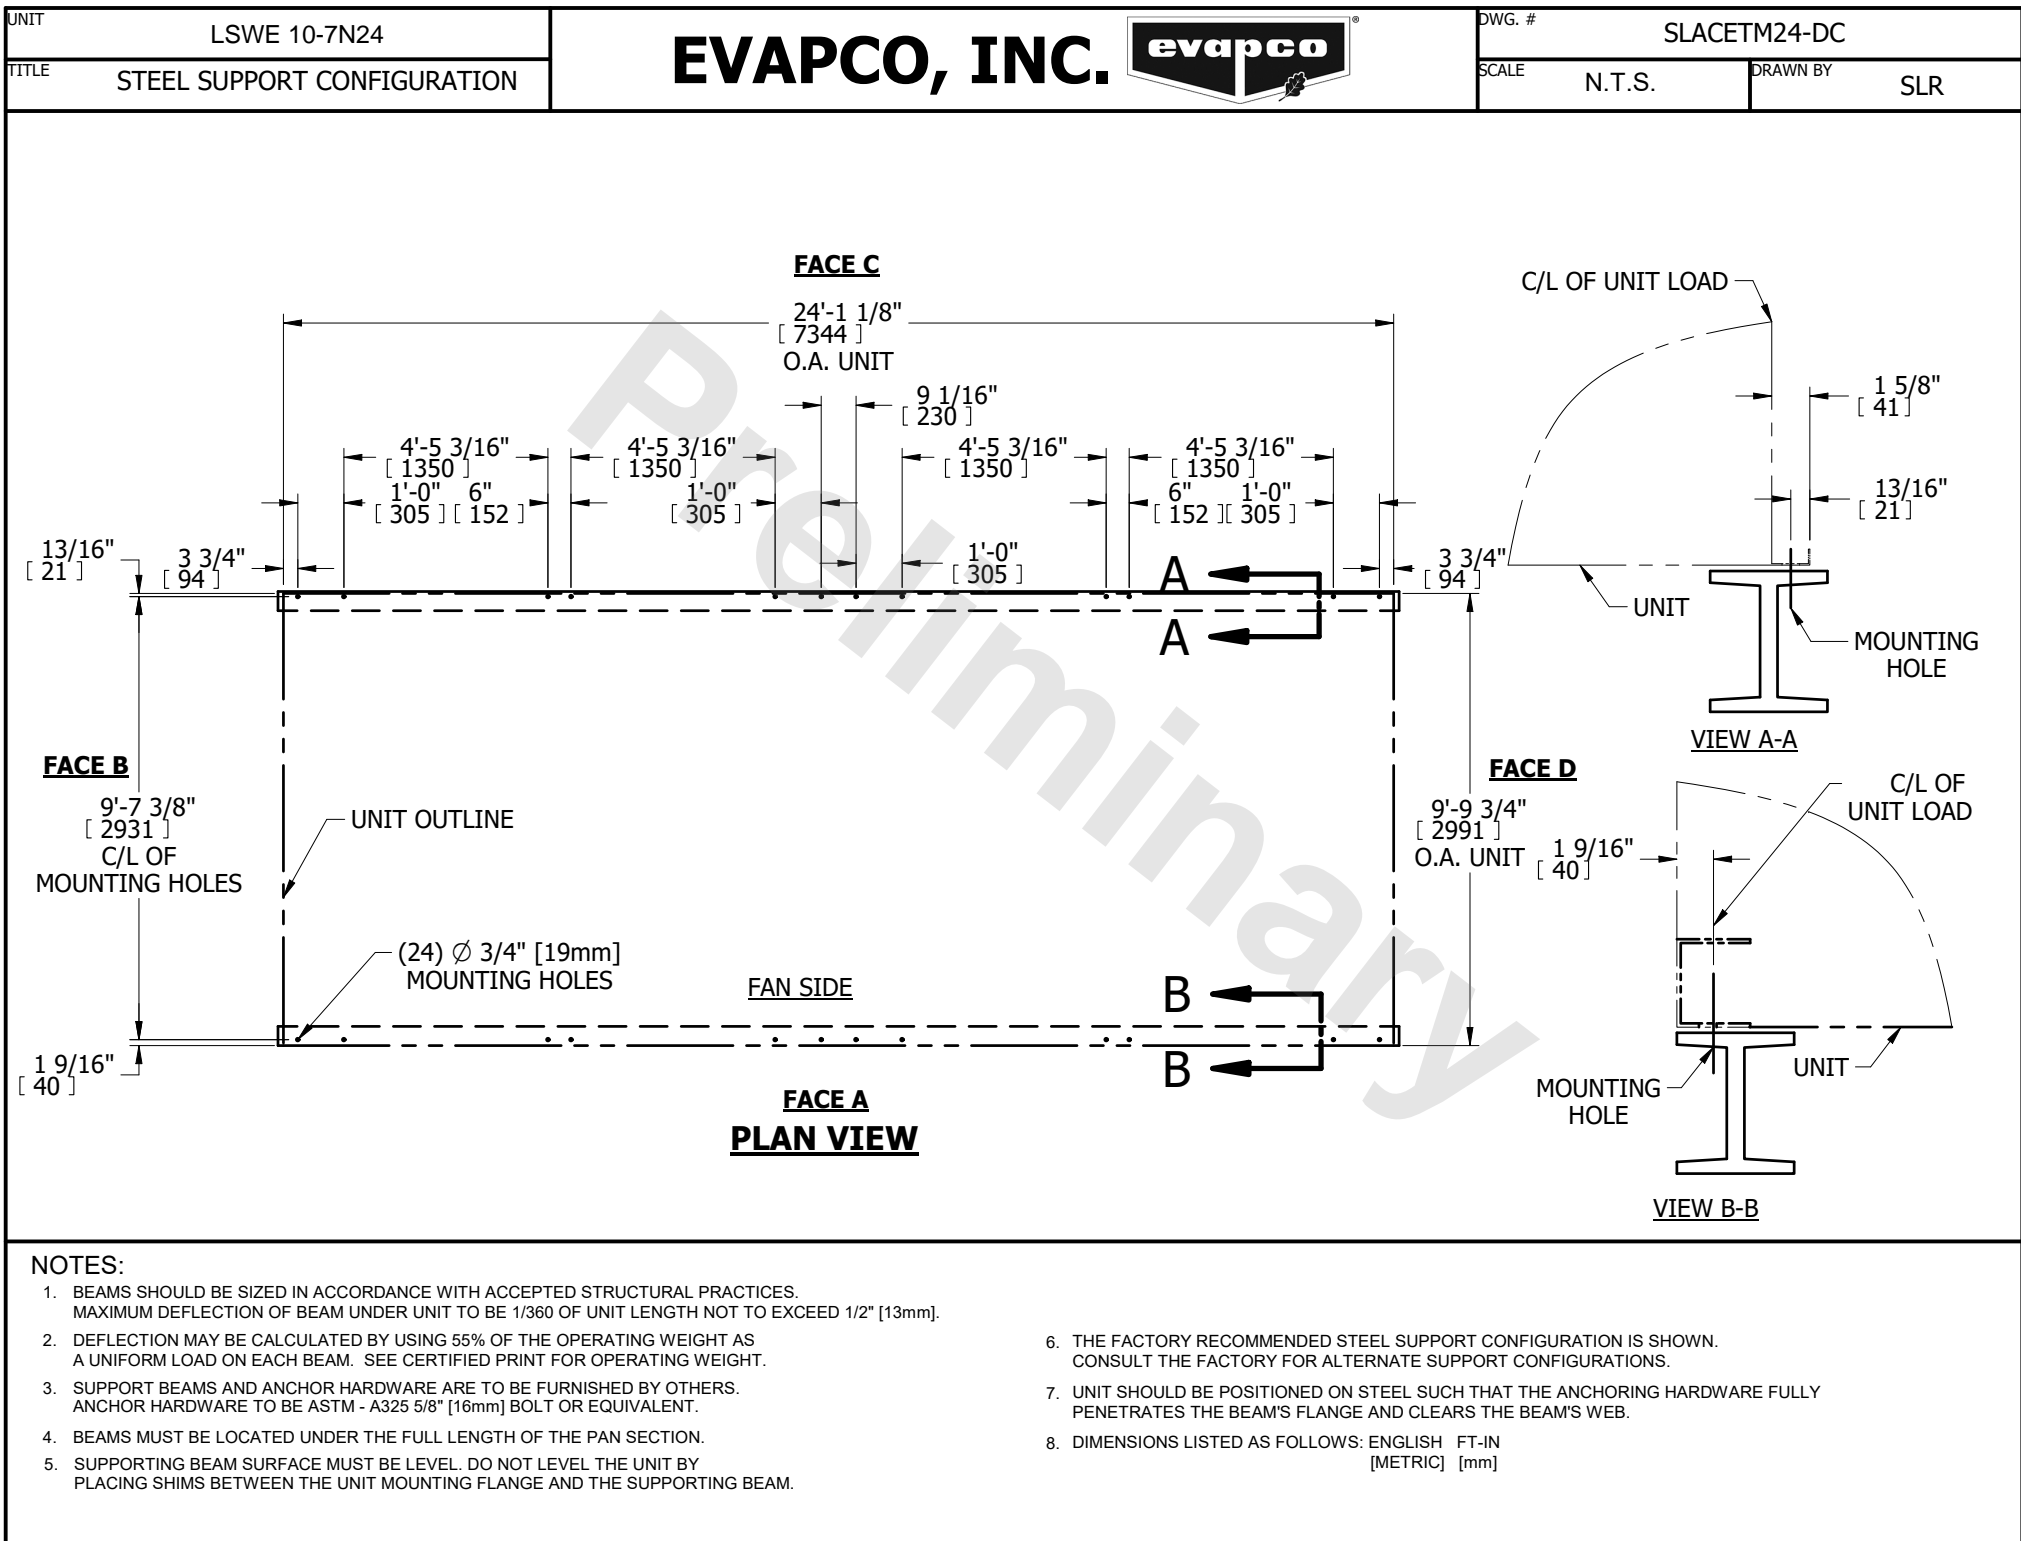 UNIT
LSWE 10-7N24
TITLE
STEEL SUPPORT CONFIGURATION
EVAPCO, INC.
evapco
®
DWG. #
SLACETM24-DC
SCALE
N.T.S.
DRAWN BY
SLR
FACE C
24'-1 1/8"
[ 7344 ]
O.A. UNIT
9 1/16"
[ 230 ]
4'-5 3/16"
[ 1350 ]
4'-5 3/16"
[ 1350 ]
4'-5 3/16"
[ 1350 ]
4'-5 3/16"
[ 1350 ]
1'-0"
[ 305 ]
6"
[ 152 ]
1'-0"
[ 305 ]
6"
[ 152 ]
1'-0"
[ 305 ]
13/16"
[ 21 ]
3 3/4"
[ 94 ]
1'-0"
[ 305 ]
3 3/4"
[ 94 ]
A
A
FACE B
9'-7 3/8"
[ 2931 ]
C/L OF
MOUNTING HOLES
UNIT OUTLINE
FACE D
9'-9 3/4"
[ 2991 ]
O.A. UNIT
(24) Ø 3/4" [19mm]
MOUNTING HOLES
FAN SIDE
B
B
1 9/16"
[ 40 ]
FACE A
PLAN VIEW
Preliminary
C/L OF UNIT LOAD
1 5/8"
[ 41 ]
13/16"
[ 21 ]
UNIT
MOUNTING
HOLE
VIEW A-A
C/L OF
UNIT LOAD
1 9/16"
[ 40 ]
UNIT
MOUNTING
HOLE
VIEW B-B
NOTES:
1. BEAMS SHOULD BE SIZED IN ACCORDANCE WITH ACCEPTED STRUCTURAL PRACTICES.
MAXIMUM DEFLECTION OF BEAM UNDER UNIT TO BE 1/360 OF UNIT LENGTH NOT TO EXCEED 1/2" [13mm].
2. DEFLECTION MAY BE CALCULATED BY USING 55% OF THE OPERATING WEIGHT AS
A UNIFORM LOAD ON EACH BEAM. SEE CERTIFIED PRINT FOR OPERATING WEIGHT.
3. SUPPORT BEAMS AND ANCHOR HARDWARE ARE TO BE FURNISHED BY OTHERS.
ANCHOR HARDWARE TO BE ASTM - A325 5/8" [16mm] BOLT OR EQUIVALENT.
4. BEAMS MUST BE LOCATED UNDER THE FULL LENGTH OF THE PAN SECTION.
5. SUPPORTING BEAM SURFACE MUST BE LEVEL. DO NOT LEVEL THE UNIT BY
PLACING SHIMS BETWEEN THE UNIT MOUNTING FLANGE AND THE SUPPORTING BEAM.
6. THE FACTORY RECOMMENDED STEEL SUPPORT CONFIGURATION IS SHOWN.
CONSULT THE FACTORY FOR ALTERNATE SUPPORT CONFIGURATIONS.
7. UNIT SHOULD BE POSITIONED ON STEEL SUCH THAT THE ANCHORING HARDWARE FULLY
PENETRATES THE BEAM'S FLANGE AND CLEARS THE BEAM'S WEB.
8. DIMENSIONS LISTED AS FOLLOWS: ENGLISH FT-IN
[METRIC] [mm]